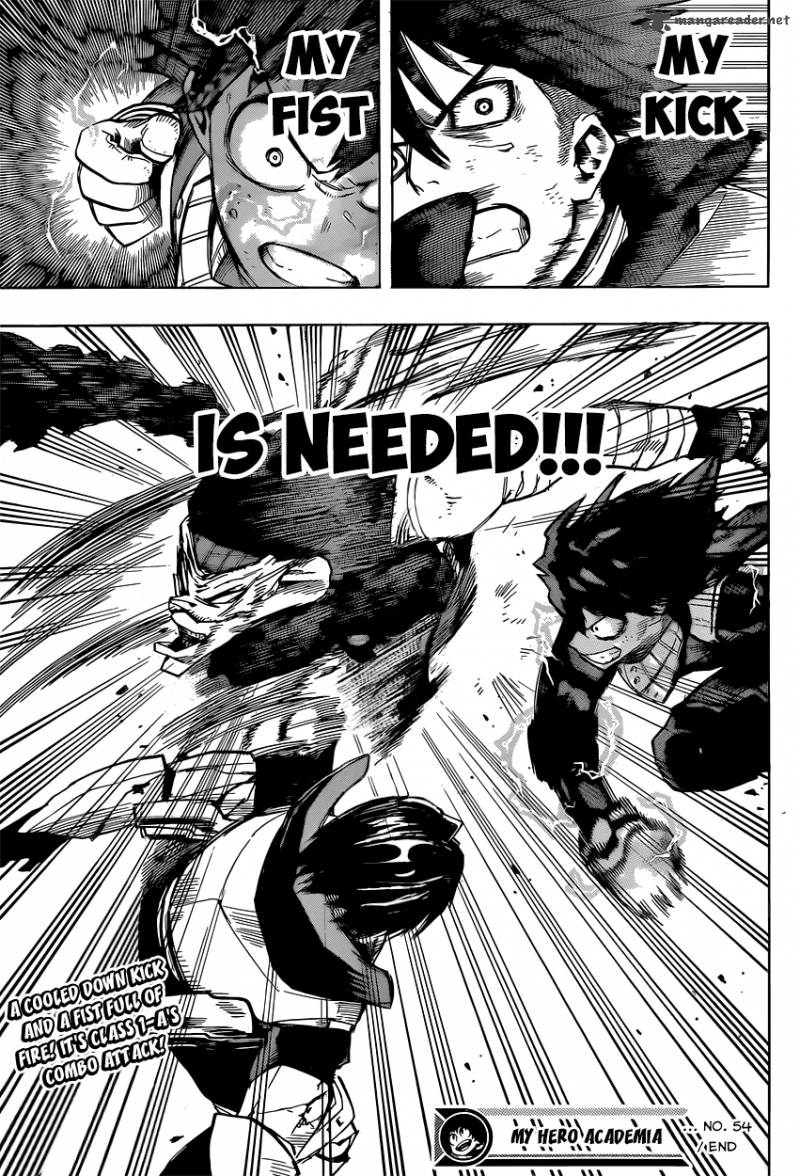 mangareader.net
MY
KICK
MY
FIST
IS NEEDED!!!
A COOLED DOWN KICK
AND A FIST FULL OF
FIRE! IT'S CLASS 1-A'S
COMBO ATTACK!
MY HERO ACADEMIA
... NO. 54
/ END